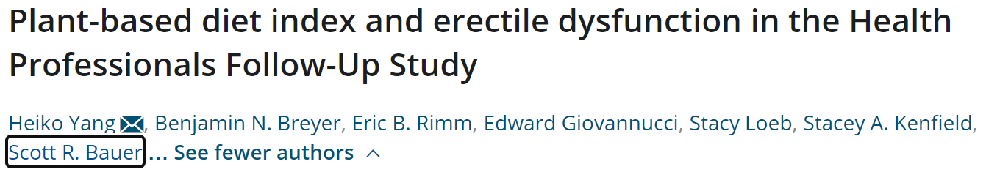 Plant-based diet index and erectile dysfunction in the Health
Professionals Follow-Up Study
Heiko Yang, Benjamin N. Breyer, Eric B. Rimm, Edward Giovannucci, Stacy Loeb, Stacey A. Kenfield,
Scott R. Bauer ... See fewer authors